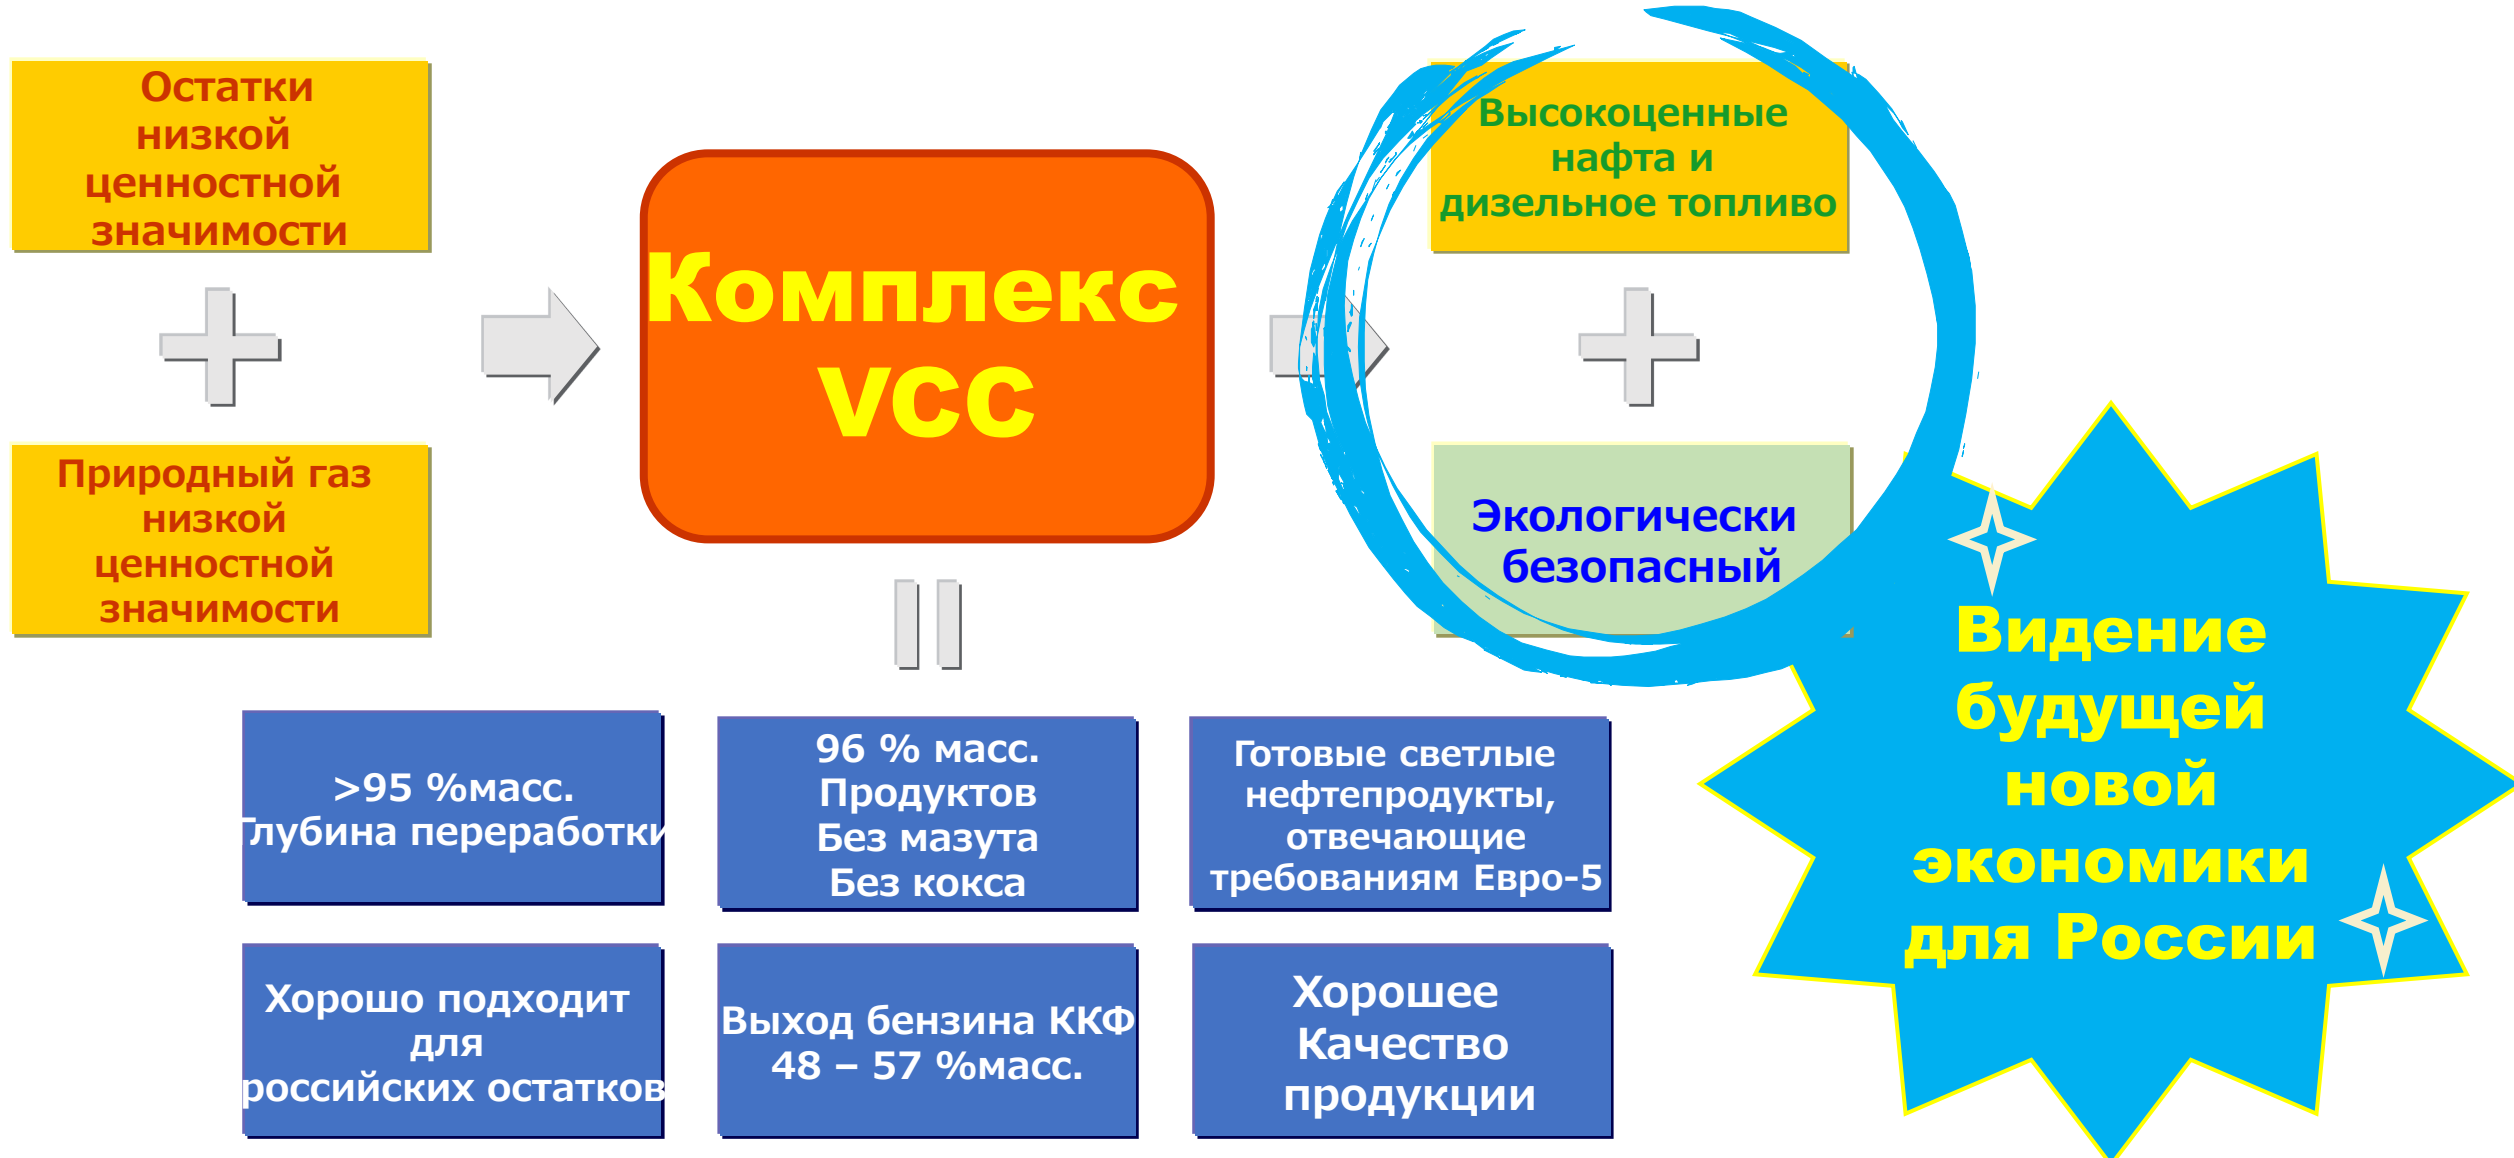 Остатки
низкой
ценностной
значимости
Природный газ
низкой
ценностной
значимости
Комплекс
VCC
Высокоценные
нафта и
дизельное топливо
Экологически
безопасный
>95 %масс.
Глубина переработки
96 % масс.
Продуктов
Без мазута
Без кокса
Готовые светлые
нефтепродукты,
отвечающие
требованиям Евро-5
Хорошо подходит
для
российских остатков
Выход бензина ККФ
48 – 57 %масс.
Хорошее
Качество
продукции
Видение
будущей
новой
экономики
для России